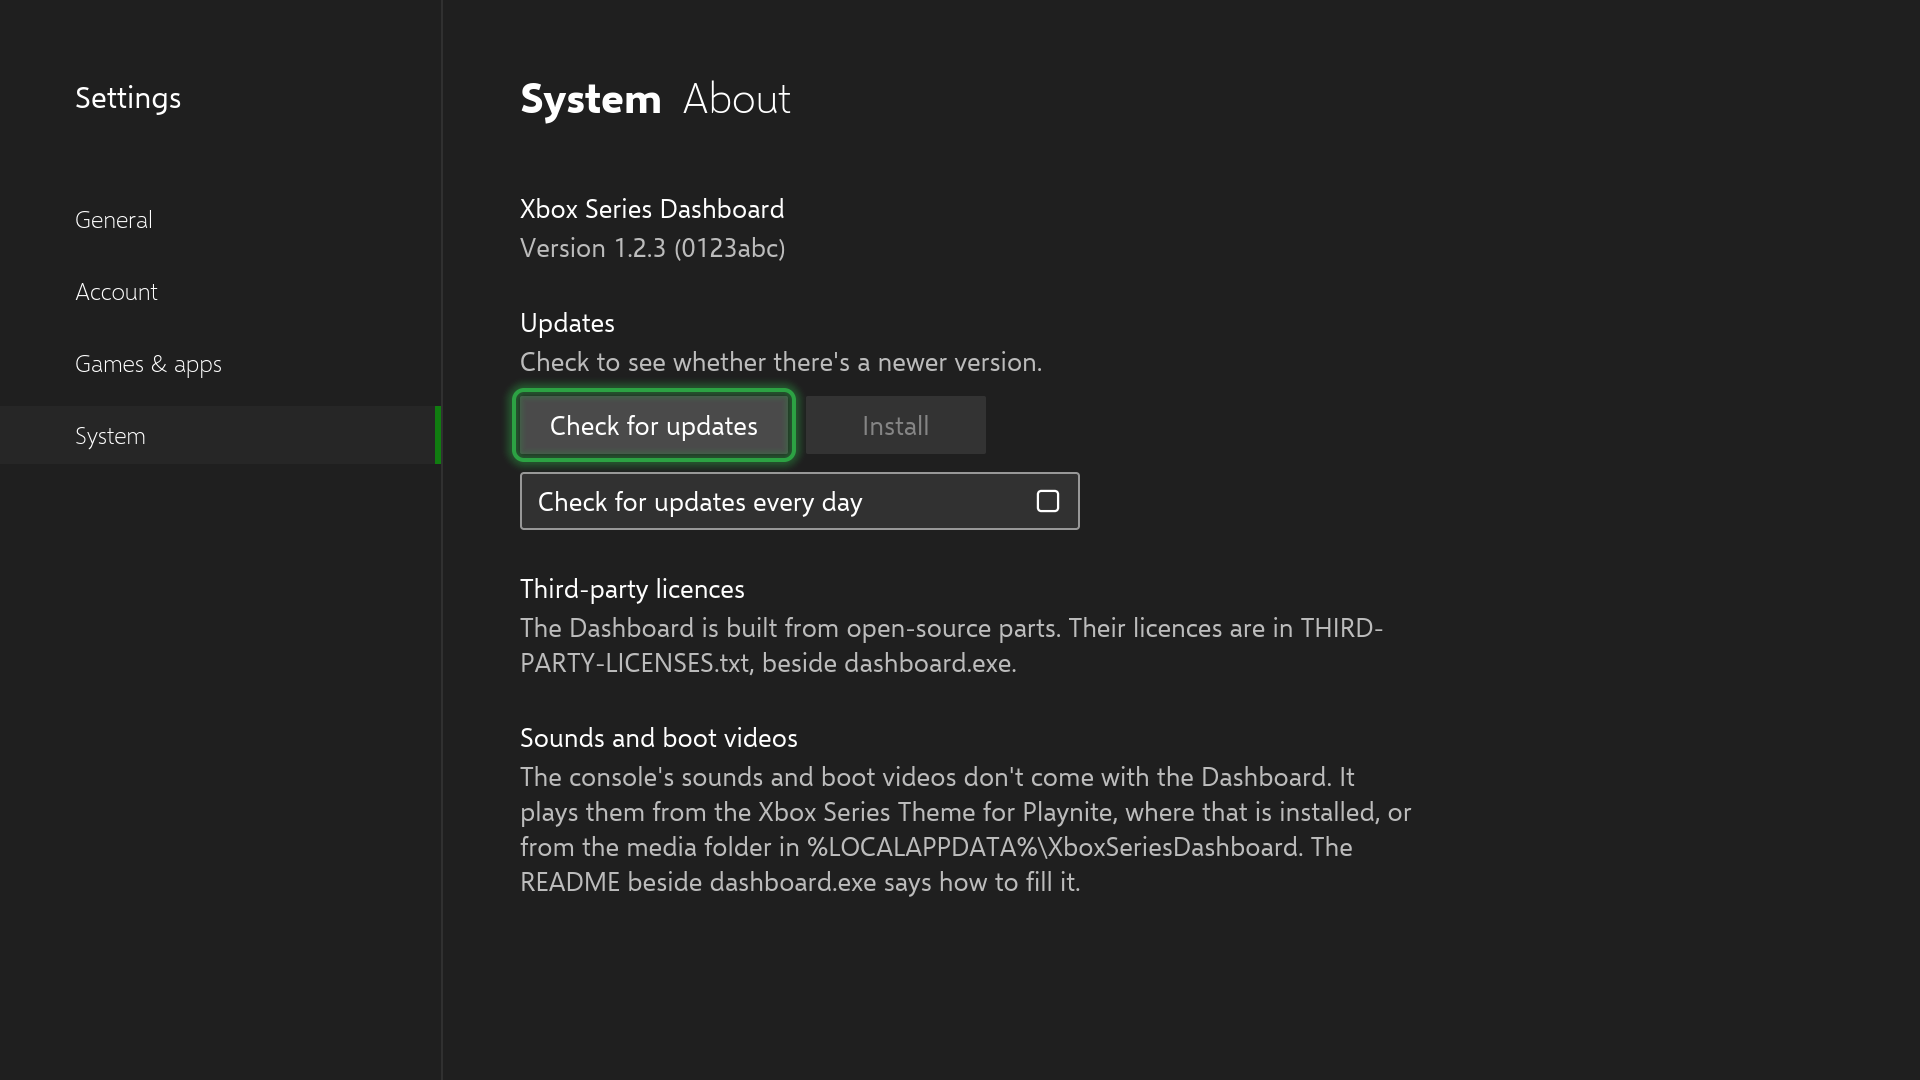 Settings
General
Account
Games & apps
System
System About
Xbox Series Dashboard
Version 1.2.3 (0123abc)
Updates
Check to see whether there's a newer version.
Check for updates
Install
Check for updates every day
Third-party licences
The Dashboard is built from open-source parts. Their licences are in THIRD-
PARTY-LICENSES.txt, beside dashboard.exe.
Sounds and boot videos
The console's sounds and boot videos don't come with the Dashboard. It
plays them from the Xbox Series Theme for Playnite, where that is installed, or
from the media folder in %LOCALAPPDATA%\XboxSeriesDashboard. The
README beside dashboard.exe says how to fill it.